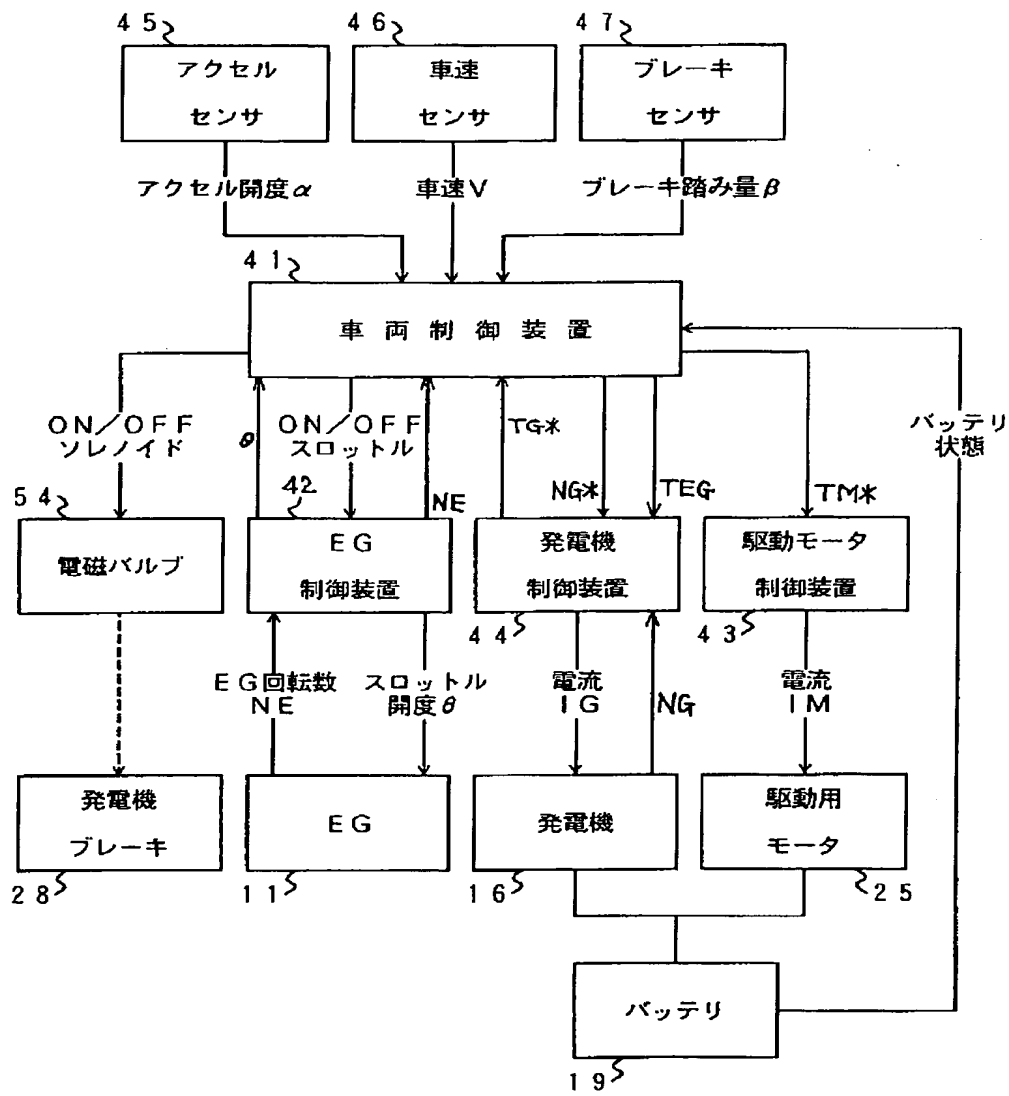 ４５
４６
４７
アクセル
センサ
車速
センサ
ブレーキ
センサ
アクセル開度α
車速V
ブレーキ踏み量β
４１
車両制御装置
ON／OFF
ソレノイド
θ
ON／OFF
スロットル
NE
TG*
NG*
TEG
TM*
バッテリ
状態
５４
電磁バルブ
42
EG
制御装置
発電機
制御装置
４４
駆動モータ
制御装置
４３
EG回転数
NE
スロットル
開度θ
電流
IG
NG
電流
IM
発電機
ブレーキ
２８
EG
１１
発電機
１６
駆動用
モータ
２５
バッテリ
１９